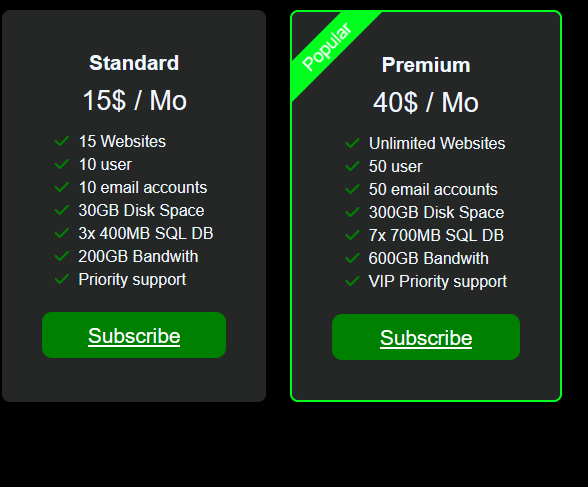 Standard
15$ / Mo
15 Websites
10 user
10 email accounts
30GB Disk Space
3x 400MB SQL DB
200GB Bandwith
Priority support
Subscribe
Popular
Premium
40$ / Mo
Unlimited Websites
50 user
50 email accounts
300GB Disk Space
7x 700MB SQL DB
600GB Bandwith
VIP Priority support
Subscribe